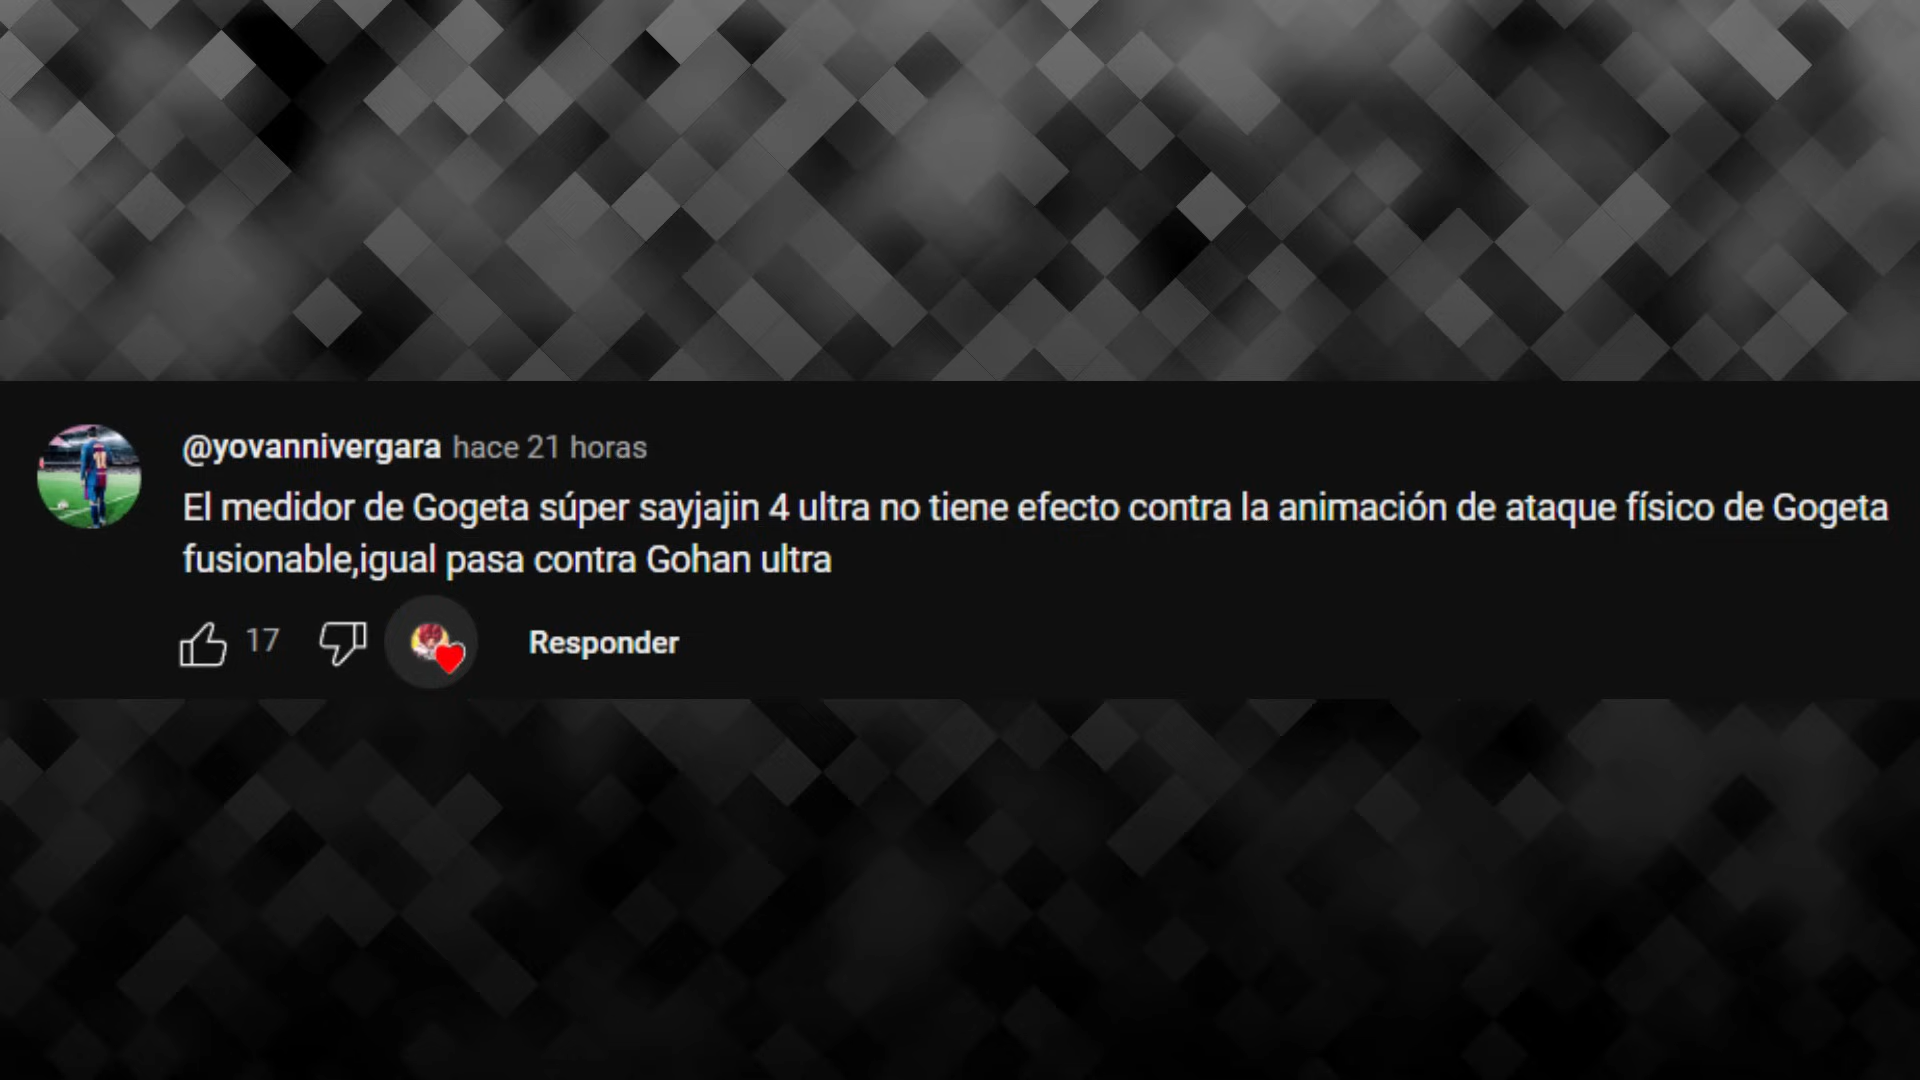 @yovannivergara hace 21 horas
El medidor de Gogeta súper sayjajin 4 ultra no tiene efecto contra la animación de ataque físico de Gogeta
fusionable,igual pasa contra Gohan ultra
17 Responder